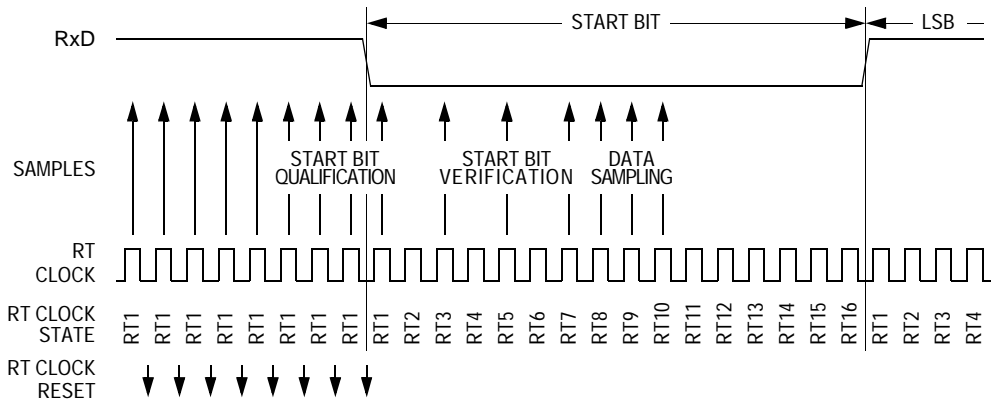 START BIT
LSB
RxD
SAMPLES
START BIT
QUALIFICATION
START BIT
VERIFICATION
DATA
SAMPLING
RT
CLOCK
RT CLOCK
STATE
RT1 RT1 RT1 RT1 RT1 RT1 RT1 RT1 RT1 RT2 RT3 RT4 RT5 RT6 RT7 RT8 RT9 RT10 RT11 RT12 RT13 RT14 RT15 RT16 RT1 RT2 RT3 RT4
RT CLOCK
RESET